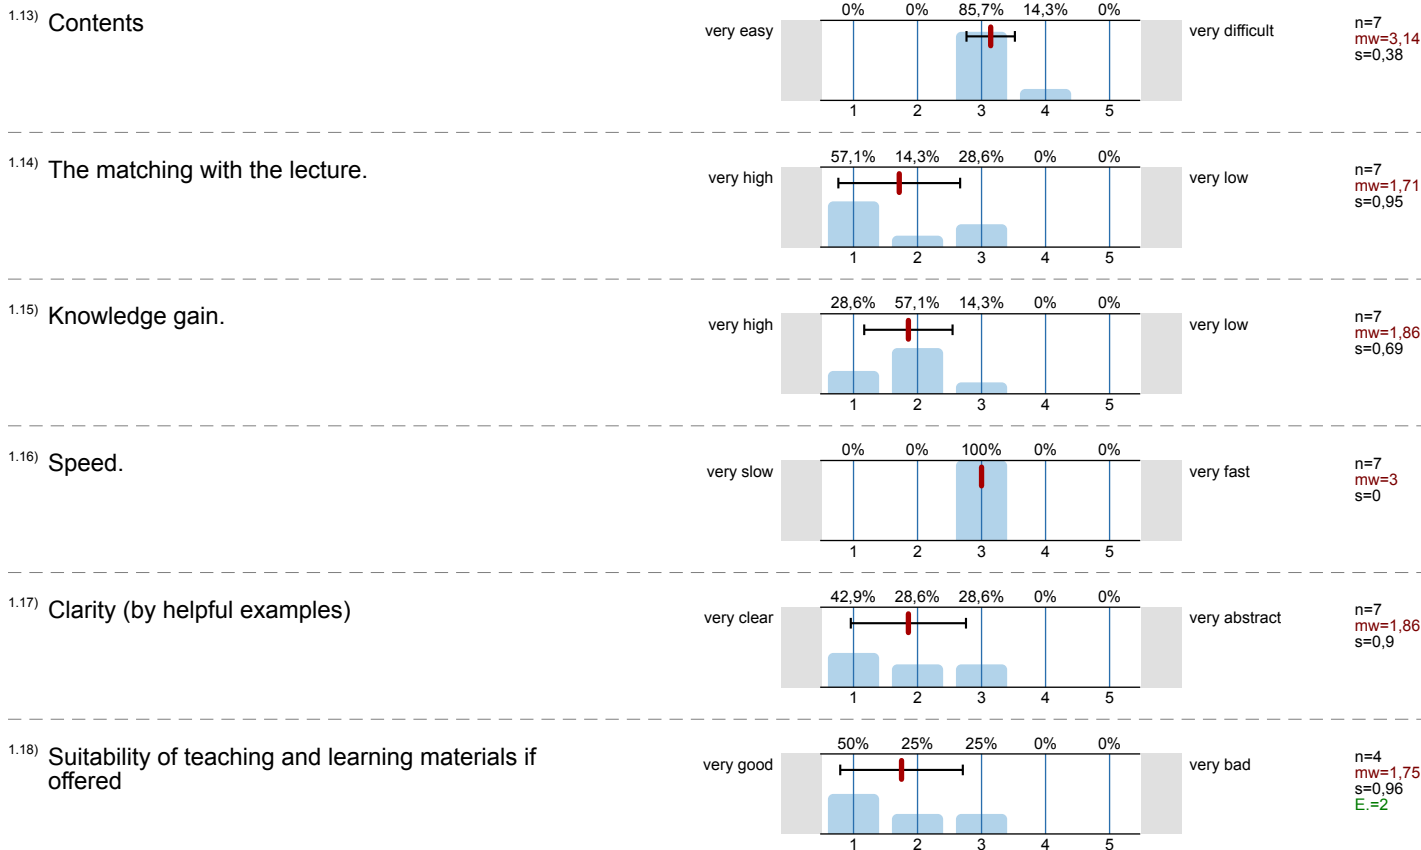 1.13) Contents
0% 0% 85,7% 14,3% 0%
very easy very difficult
n=7
mw=3,14
s=0,38
1 2 3 4 5
1.14) The matching with the lecture.
57,1% 14,3% 28,6% 0% 0%
very high very low
n=7
mw=1,71
s=0,95
1 2 3 4 5
1.15) Knowledge gain.
28,6% 57,1% 14,3% 0% 0%
very high very low
n=7
mw=1,86
s=0,69
1 2 3 4 5
1.16) Speed.
0% 0% 100% 0% 0%
very slow very fast
n=7
mw=3
s=0
1 2 3 4 5
1.17) Clarity (by helpful examples)
42,9% 28,6% 28,6% 0% 0%
very clear very abstract
n=7
mw=1,86
s=0,9
1 2 3 4 5
1.18) Suitability of teaching and learning materials if
offered
50% 25% 25% 0% 0%
very good very bad
n=4
mw=1,75
s=0,96
E.=2
1 2 3 4 5